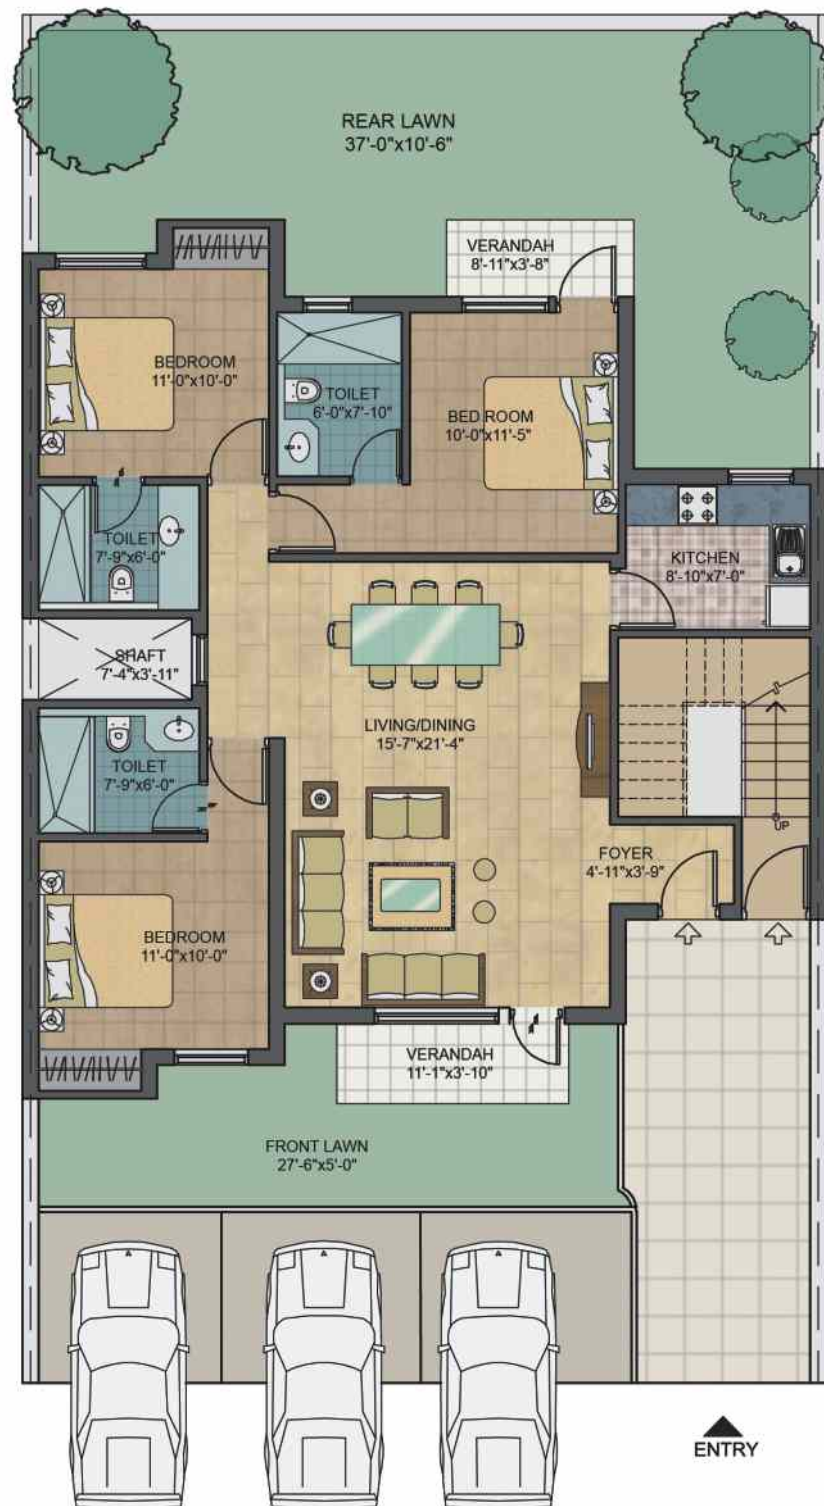 REAR LAWN
37'-0"x10'-6"
VERANDAH
8'-11"x3'-8"
BEDROOM
11'-0"x10'-0"
TOILET
6'-0"x7'-10"
BED ROOM
10'-0"x11'-5"
TOILET
7'-9"x6'-0"
KITCHEN
8'-10"x7'-0"
SHAFT
7'-4"x3'-11"
LIVING/DINING
15'-7"x21'-4"
TOILET
7'-9"x6'-0"
UP
FOYER
4'-11"x3'-9"
BEDROOM
11'-0"x10'-0"
VERANDAH
11'-1"x3'-10"
FRONT LAWN
27'-6"x5'-0"
ENTRY